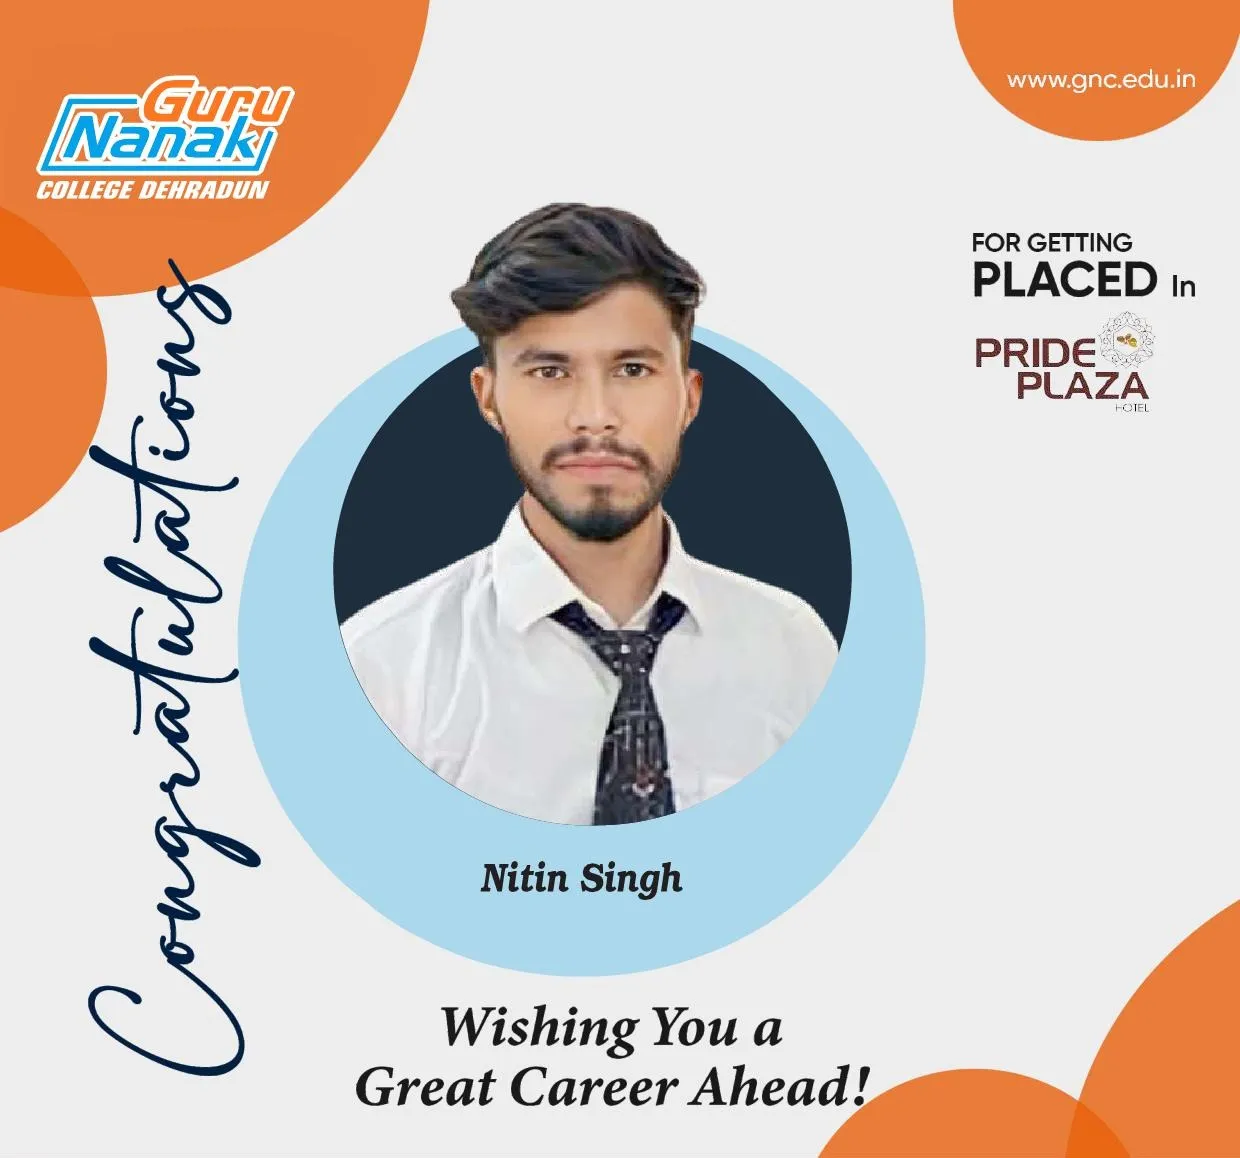 Guru
Nanak
COLLEGE DEHRADUN
www.gnc.edu.in
Congratulations
FOR GETTING
PLACED In
PRIDE
PLAZA
HOTEL
Nitin Singh
Wishing You a
Great Career Ahead!